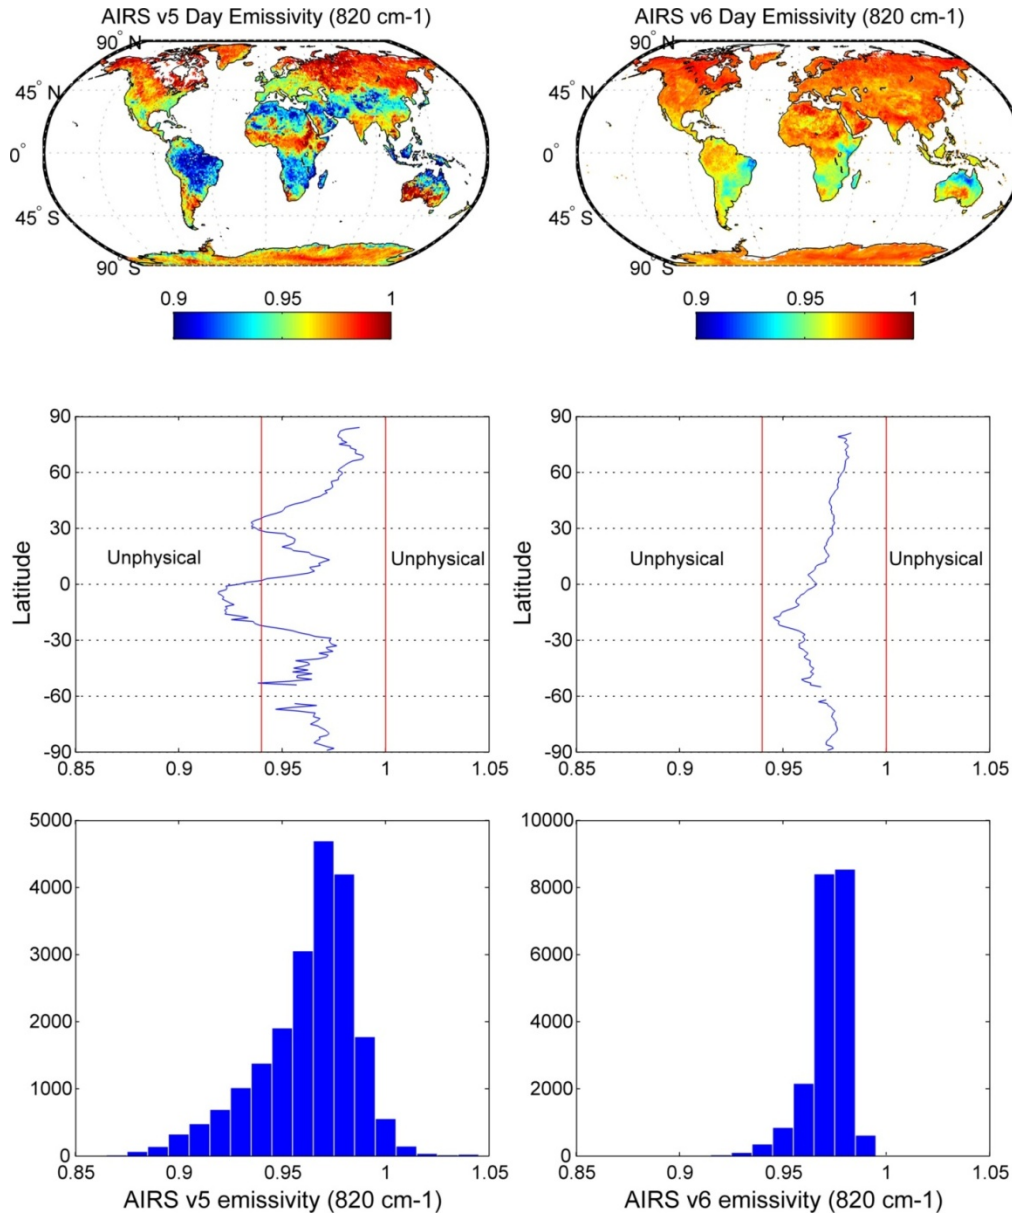 AIRS v5 Day Emissivity (820 cm-1)
AIRS v6 Day Emissivity (820 cm-1)
90° N
45° N
0°
45° S
90° S
90° N
45° N
0°
45° S
90° S
0.9 0.95 1
0.9 0.95 1
Latitude
90
60
30
0
-30
-60
-90
Unphysical
Unphysical
0.85 0.9 0.95 1 1.05
Latitude
90
60
30
0
-30
-60
-90
Unphysical
Unphysical
0.85 0.9 0.95 1 1.05
5000
4000
3000
2000
1000
0
0.85 0.9 0.95 1 1.05
AIRS v5 emissivity (820 cm-1)
10000
8000
6000
4000
2000
0
0.85 0.9 0.95 1 1.05
AIRS v6 emissivity (820 cm-1)